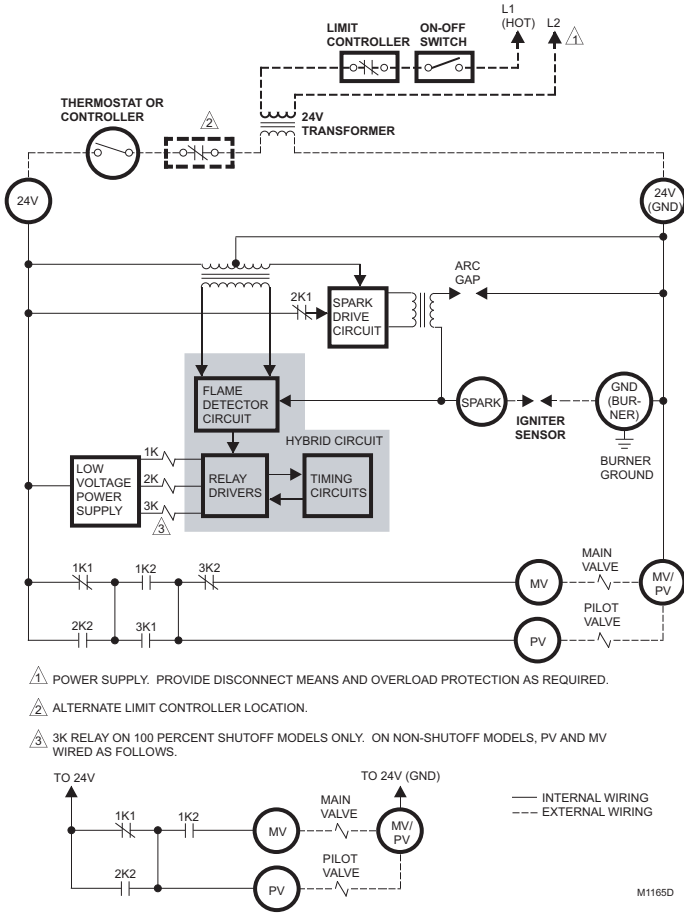 L1
(HOT)
L2
1
LIMIT
CONTROLLER
ON-OFF
SWITCH
THERMOSTAT OR
CONTROLLER
2
24V
TRANSFORMER
24V
24V
(GND)
ARC
GAP
2K1
SPARK
DRIVE
CIRCUIT
FLAME
DETECTOR
CIRCUIT
SPARK
IGNITER
SENSOR
GND
(BUR-
NER)
BURNER
GROUND
HYBRID CIRCUIT
LOW
VOLTAGE
POWER
SUPPLY
1K
2K
3K
3
RELAY
DRIVERS
TIMING
CIRCUITS
1K1
1K2
3K2
MV
MAIN
VALVE
MV/
PV
2K2
3K1
PV
PILOT
VALVE
1 POWER SUPPLY. PROVIDE DISCONNECT MEANS AND OVERLOAD PROTECTION AS REQUIRED.
2 ALTERNATE LIMIT CONTROLLER LOCATION.
3 3K RELAY ON 100 PERCENT SHUTOFF MODELS ONLY. ON NON-SHUTOFF MODELS, PV AND MV
WIRED AS FOLLOWS.
TO 24V
TO 24V (GND)
1K1
1K2
MV
MAIN
VALVE
MV/
PV
2K2
PV
PILOT
VALVE
INTERNAL WIRING
EXTERNAL WIRING
M1165D